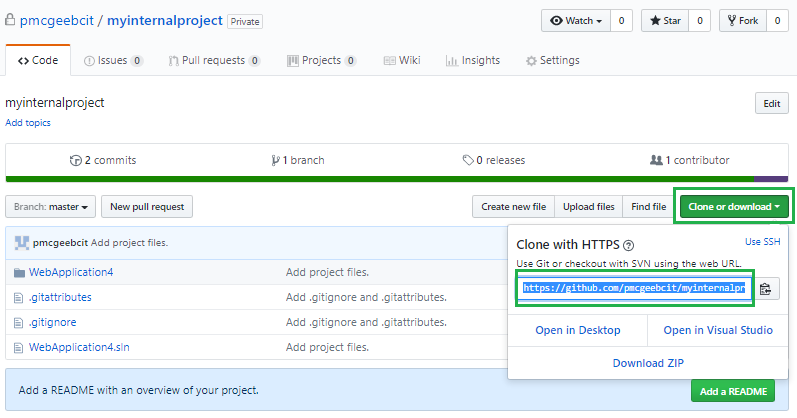 pmcgeebcit / myinternalproject Private
Watch 0 Star 0 Fork 0
Code Issues 0 Pull requests 0 Projects 0 Wiki Insights Settings
myinternalproject
Edit
Add topics
2 commits 1 branch 0 releases 1 contributor
Branch: master New pull request Create new file Upload files Find file Clone or download
pmcgeebcit Add project files.
WebApplication4 Add project files.
.gitattributes Add .gitignore and .gitattributes.
.gitignore Add .gitignore and .gitattributes.
WebApplication4.sln Add project files.
Clone with HTTPS ? Use SSH
Use Git or checkout with SVN using the web URL.
https://github.com/pmcgeebcit/myinternalpr
Open in Desktop Open in Visual Studio
Download ZIP
Add a README with an overview of your project. Add a README